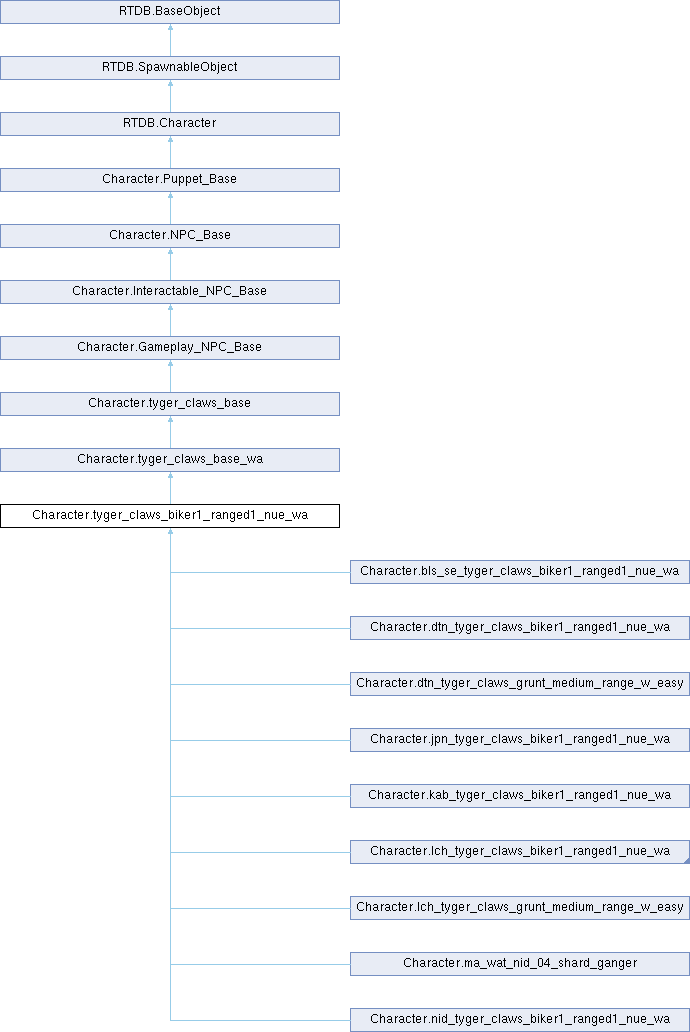 RTDB.BaseObject
RTDB.SpawnableObject
RTDB.Character
Character.Puppet_Base
Character.NPC_Base
Character.Interactable_NPC_Base
Character.Gameplay_NPC_Base
Character.tyger_claws_base
Character.tyger_claws_base_wa
Character.tyger_claws_biker1_ranged1_nue_wa
Character.bls_se_tyger_claws_biker1_ranged1_nue_wa
Character.dtn_tyger_claws_biker1_ranged1_nue_wa
Character.dtn_tyger_claws_grunt_medium_range_w_easy
Character.jpn_tyger_claws_biker1_ranged1_nue_wa
Character.kab_tyger_claws_biker1_ranged1_nue_wa
Character.lch_tyger_claws_biker1_ranged1_nue_wa
Character.lch_tyger_claws_grunt_medium_range_w_easy
Character.ma_wat_nid_04_shard_ganger
Character.nid_tyger_claws_biker1_ranged1_nue_wa